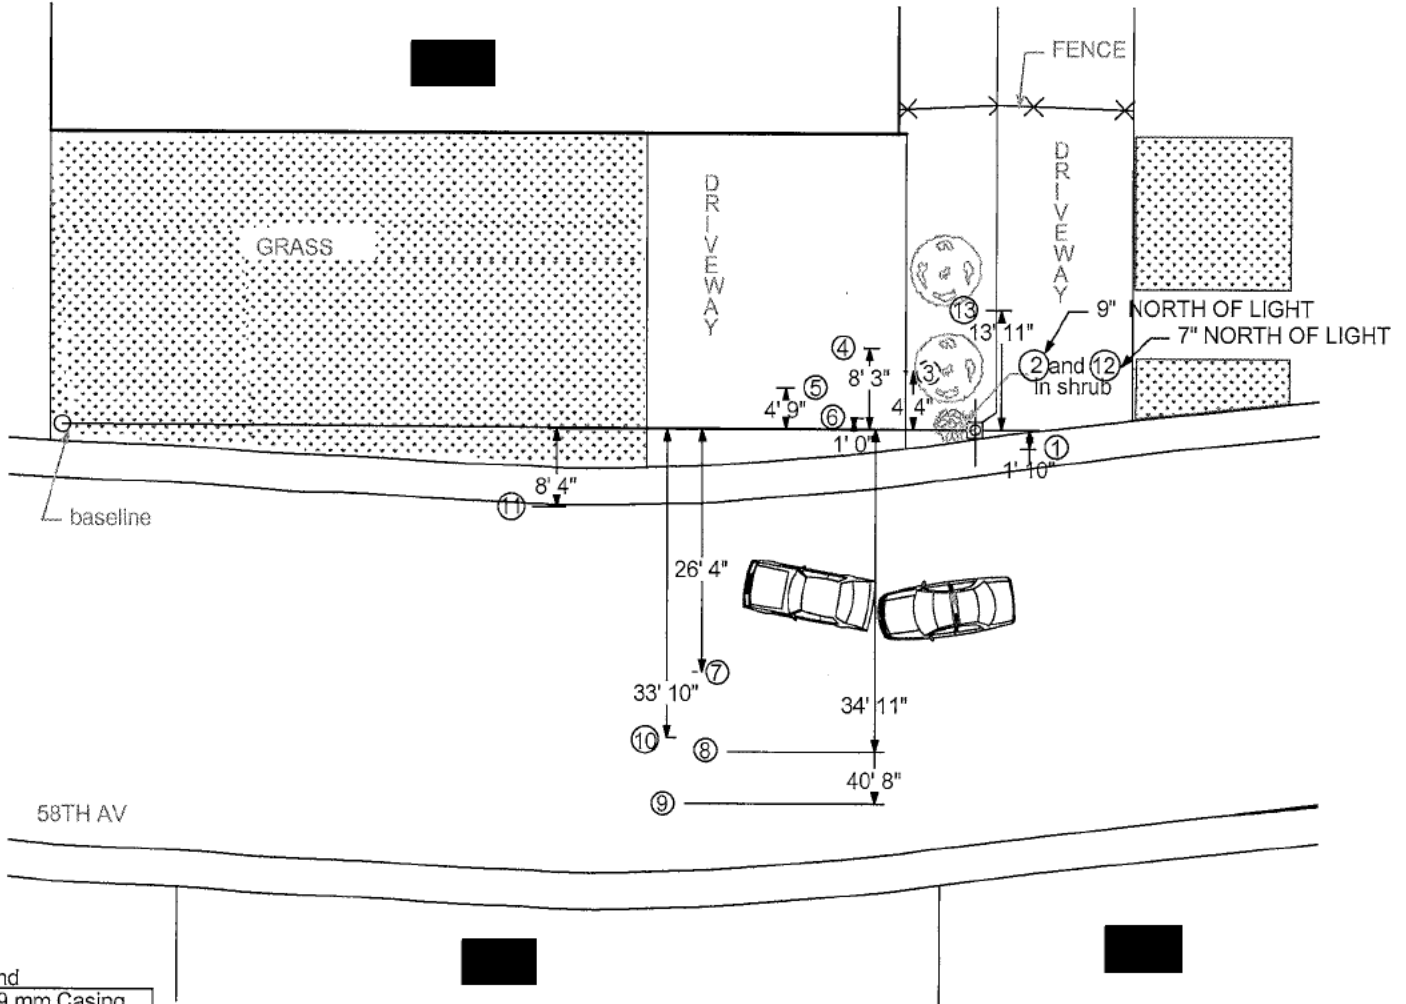 FENCE
DRIVEWAY
DRIVEWAY
GRASS
13
13' 11"
9" NORTH OF LIGHT
7" NORTH OF LIGHT
4
8' 3"
3
2 and 12
in shrub
5
4' 9"
6
4' 4"
1' 0"
1
1' 10"
8' 4"
11
baseline
26' 4"
7
33' 10"
34' 11"
10
8
40' 8"
9
58TH AV
nd
9 mm Casing